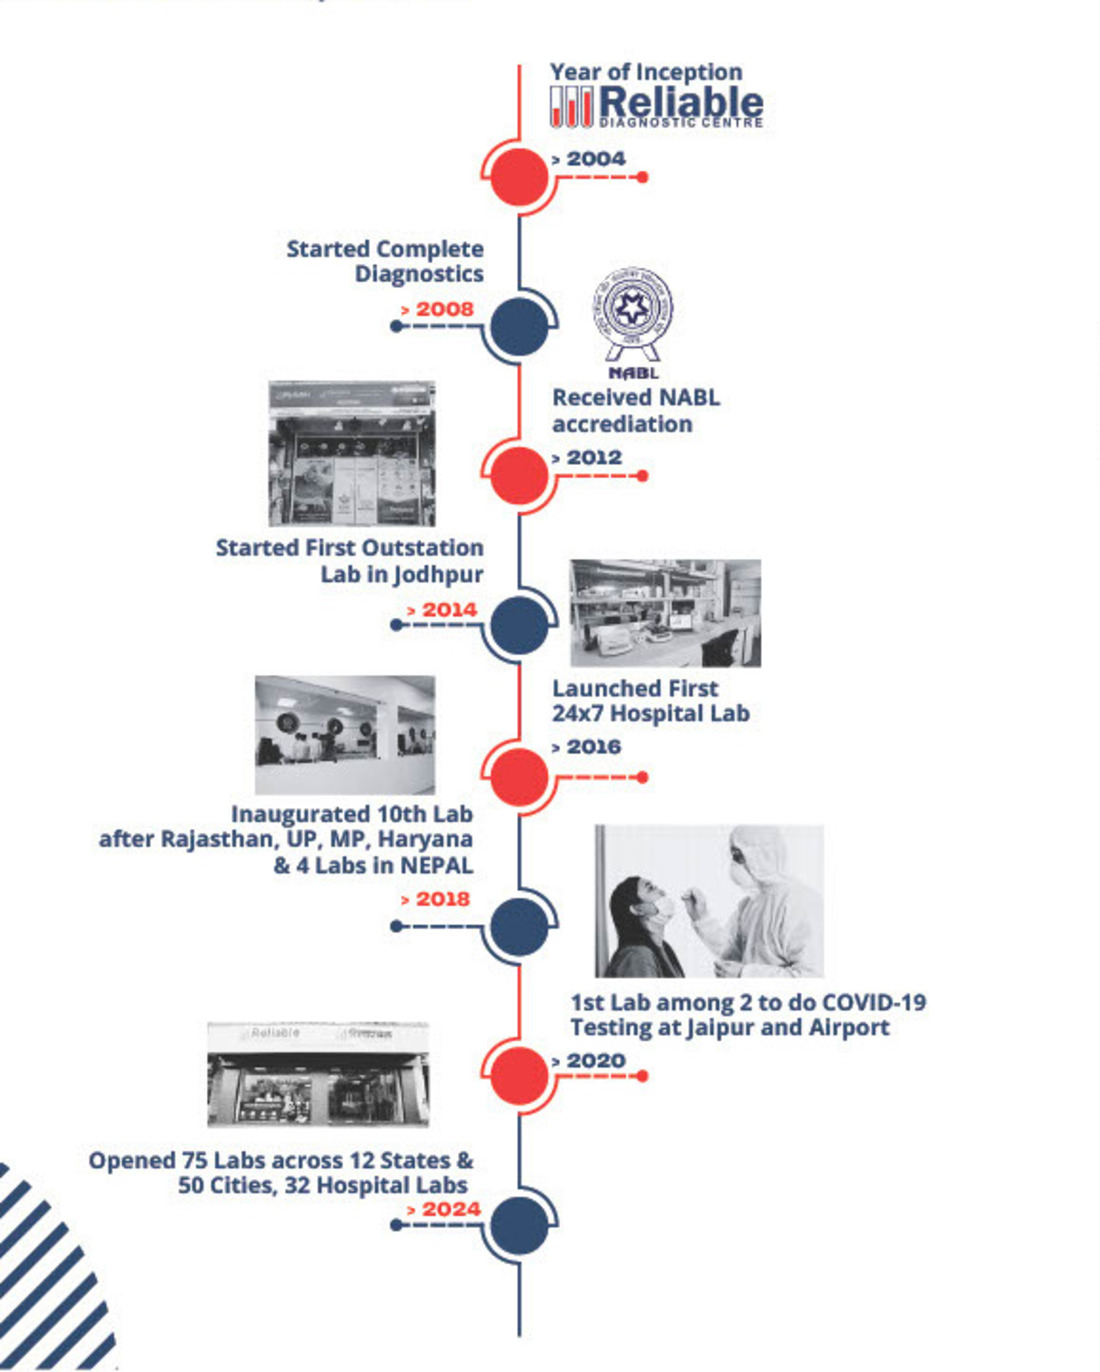 Year of Inception
Reliable
DIAGNOSTIC CENTRE
> 2004
Started Complete
Diagnostics
> 2008
NABL
Received NABL
accrediation
> 2012
Started First Outstation
Lab in Jodhpur
> 2014
Launched First
24x7 Hospital Lab
> 2016
Inaugurated 10th Lab
after Rajasthan, UP, MP, Haryana
& 4 Labs in NEPAL
> 2018
1st Lab among 2 to do COVID-19
Testing at Jaipur and Airport
> 2020
Reliable
Opened 75 Labs across 12 States &
50 Cities, 32 Hospital Labs
> 2024